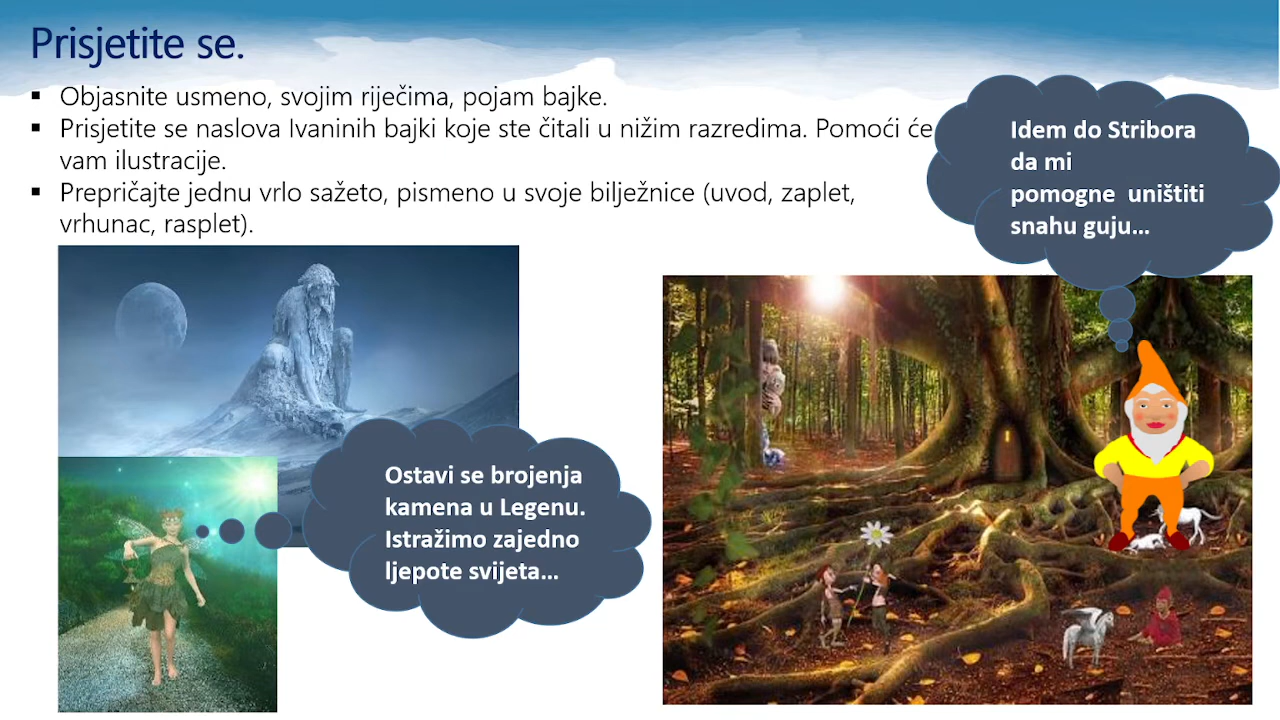 Prisjetite se.
▪ Objasnite usmeno, svojim riječima, pojam bajke.
▪ Prisjetite se naslova Ivaninih bajki koje ste čitali u nižim razredima. Pomoći će
vam ilustracije.
▪ Prepričajte jednu vrlo sažeto, pismeno u svoje bilježnice (uvod, zaplet,
vrhunac, rasplet).
Idem do Stribora
da mi
pomogne  uništiti
snahu guju...
Ostavi se brojenja
kamena u Legenu.
Istražimo zajedno
ljepote svijeta...